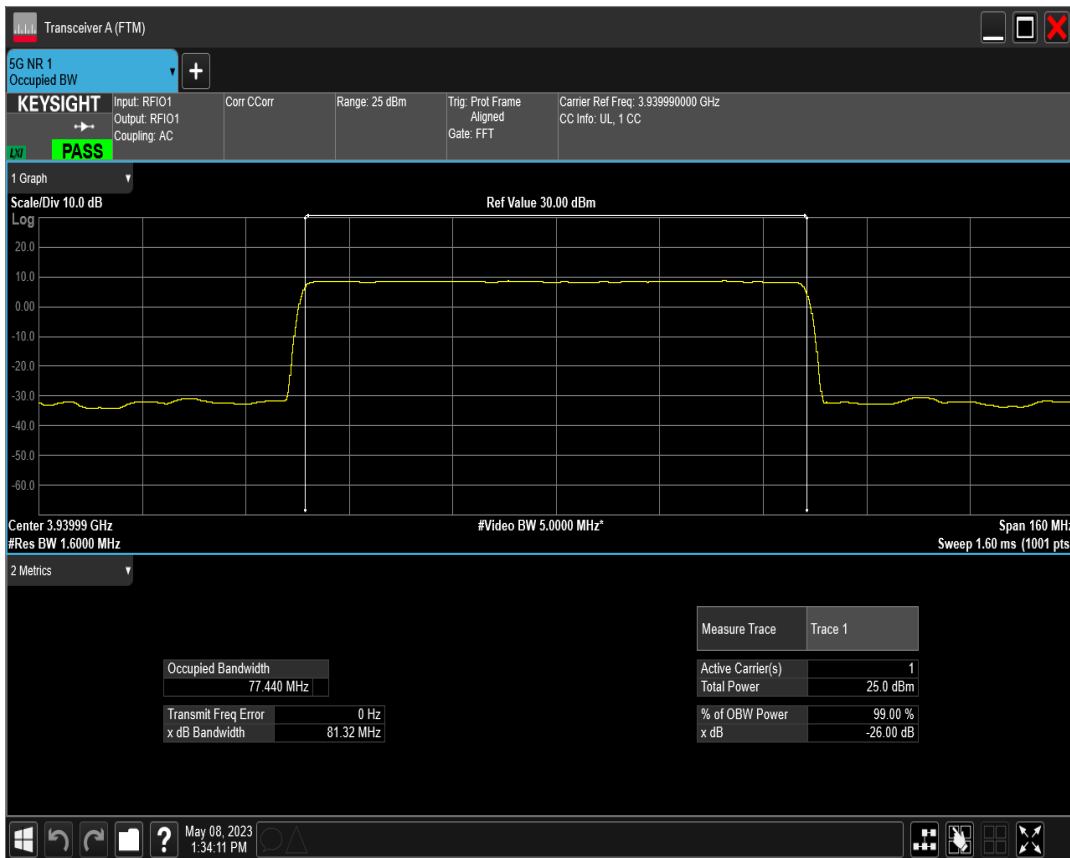 Transceiver A (FTM)
5G NR 1
Occupied BW
+
KEYSIGHT
Input: RFIO1
Output: RFIO1
Coupling: AC
Corr CCorr
Range: 25 dBm
Trig: Prot Frame
Aligned
Gate: FFT
Carrier Ref Freq: 3.939990000 GHz
CC Info: UL, 1 CC
LXI
PASS
1 Graph
Scale/Div 10.0 dB
Ref Value 30.00 dBm
Log
20.0
10.0
0.00
-10.0
-20.0
-30.0
-40.0
-50.0
-60.0
Center 3.93999 GHz
#Video BW 5.0000 MHz*
Span 160 MHz
#Res BW 1.6000 MHz
Sweep 1.60 ms (1001 pts
2 Metrics
Measure Trace Trace 1
Occupied Bandwidth
77.440 MHz
Active Carrier(s) 1
Total Power 25.0 dBm
Transmit Freq Error 0 Hz
x dB Bandwidth 81.32 MHz
% of OBW Power 99.00 %
x dB -26.00 dB
?
May 08, 2023
1:34:11 PM